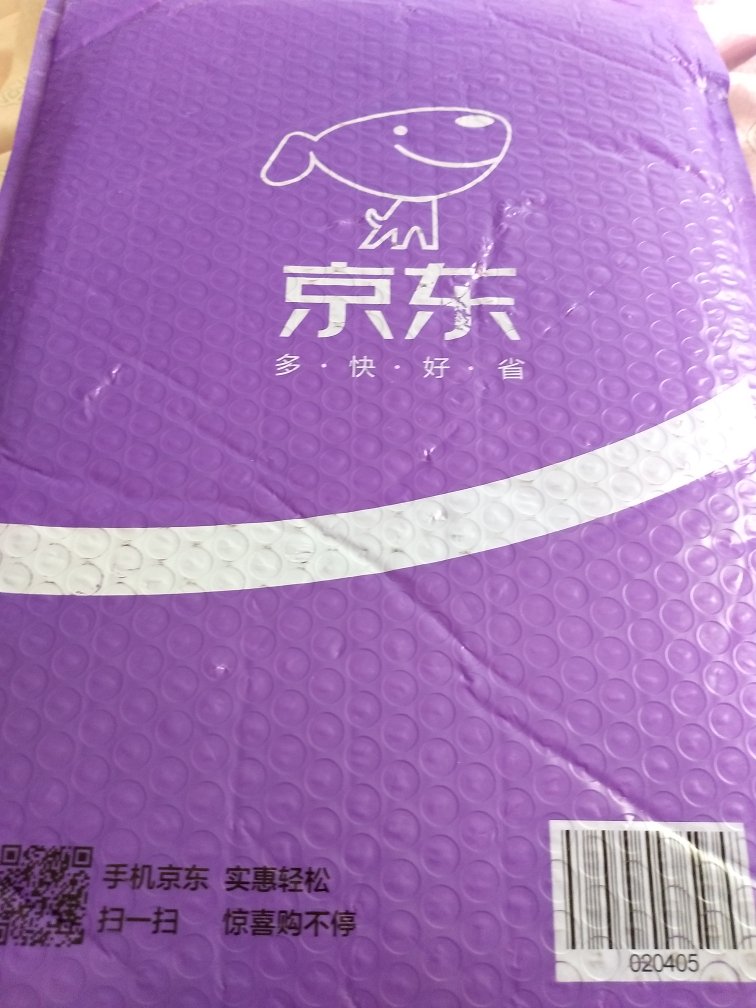 京东
多·快·好·省
手机京东 实惠轻松
扫一扫 惊喜购不停
020405